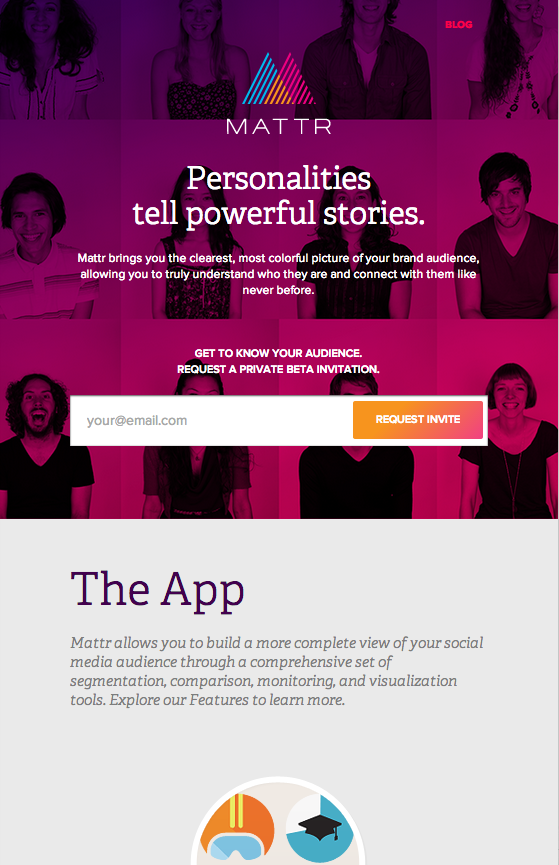 BLOG
MATTR
Personalities
tell powerful stories.
Mattr brings you the clearest, most colorful picture of your brand audience,
allowing you to truly understand who they are and connect with them like
never before.
GET TO KNOW YOUR AUDIENCE.
REQUEST A PRIVATE BETA INVITATION.
your@email.com
REQUEST INVITE
The App
Mattr allows you to build a more complete view of your social
media audience through a comprehensive set of
segmentation, comparison, monitoring, and visualization
tools. Explore our Features to learn more.